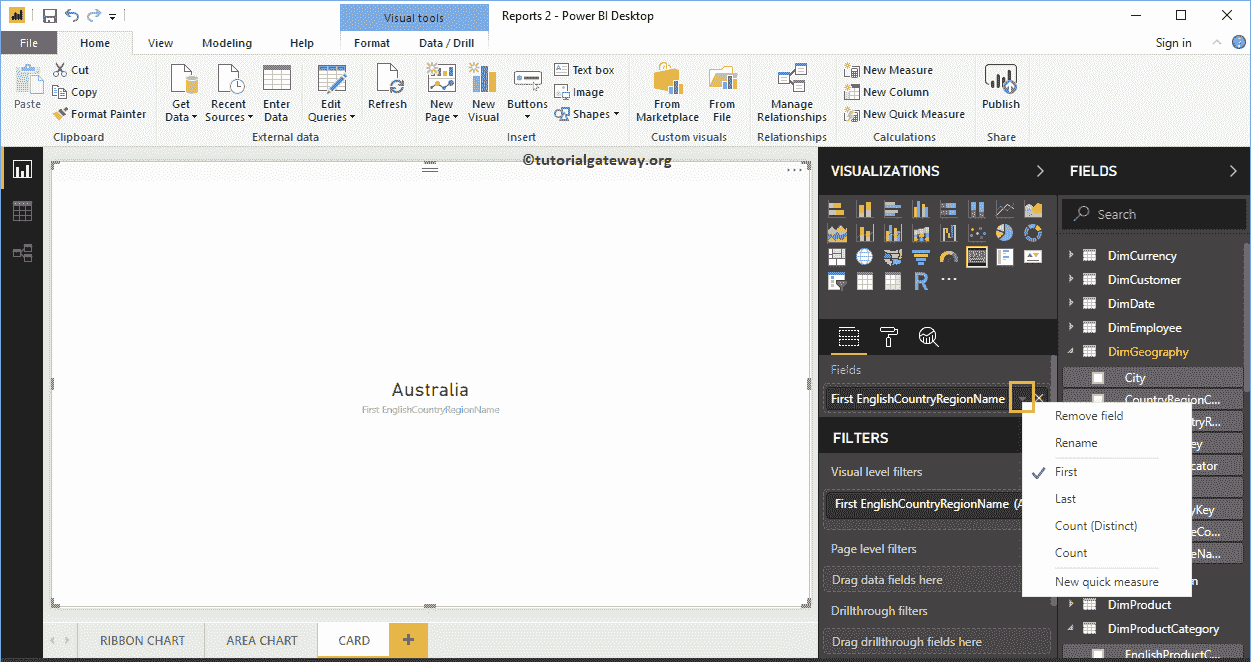 Visual tools
Reports 2 - Power BI Desktop
File
Home
View
Modeling
Help
Format
Data / Drill
Sign in
Paste
Cut
Copy
Format Painter
Clipboard
Get
Data
Recent
Sources
Enter
Data
Edit
Queries
External data
Refresh
New
Page
New
Visual
Buttons
Text box
Image
Shapes
Insert
From
Marketplace
From
File
Custom visuals
Manage
Relationships
Relationships
New Measure
New Column
New Quick Measure
Calculations
Publish
Share
©tutorialgateway.org
Australia
First EnglishCountryRegionName
RIBBON CHART
AREA CHART
CARD
+
VISUALIZATIONS
R
Fields
First EnglishCountryRegionName
FILTERS
Visual level filters
First EnglishCountryRegionName (A
Page level filters
Drag data fields here
Drillthrough filters
Drag drillthrough fields here
Remove field
Rename
First
Last
Count (Distinct)
Count
New quick measure
FIELDS
Search
DimCurrency
DimCustomer
DimDate
DimEmployee
DimGeography
City
CountryRegionC...
tryR...
ey
cator
yKey
eCo...
eNa...
n
DimProduct
DimProductCategory
EnglishProductC...